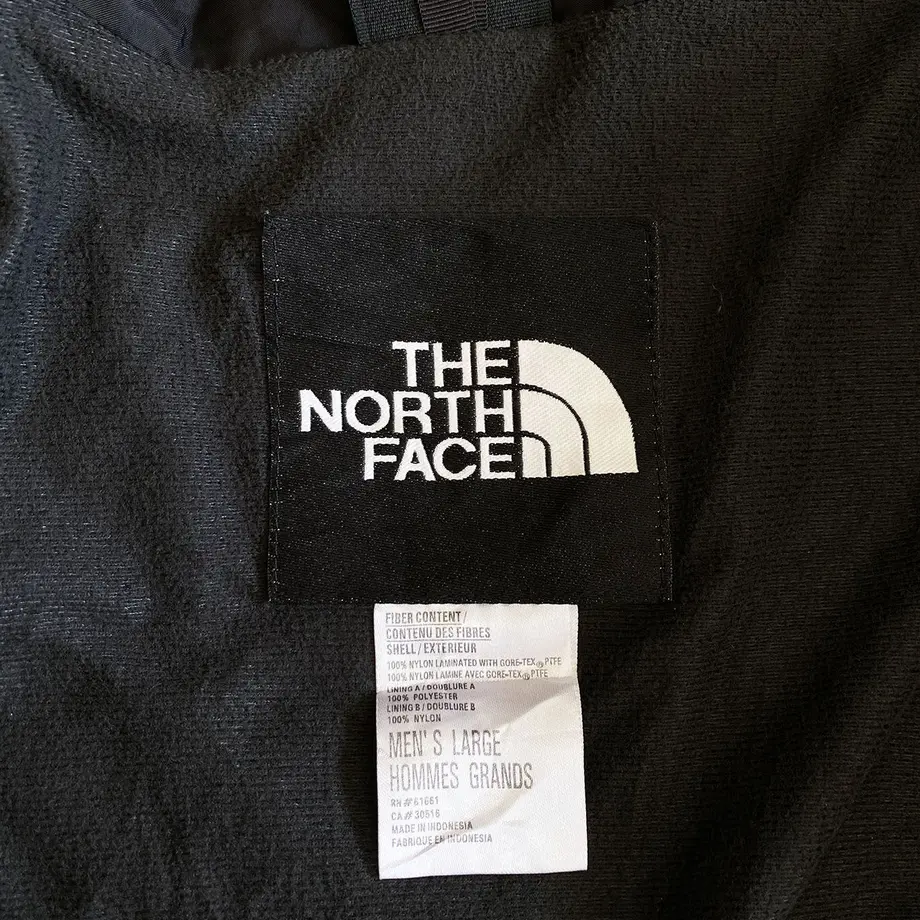 THE
NORTH
FACE
FIBER CONTENT/
CONTENU DES FIBRES
SHELL/EXTERIEUR
100% NYLON LAMINATED WITH GORE-TEX® PTFE
100% NYLON LAMINE AVEC GORE-TEX® PTFE
LINING A/DOUBLURE A
100% POLYESTER
LINING B/DOUBLURE B
100% NYLON
MEN'S LARGE
HOMMES GRANDS
RN#61661
CA#30516
MADE IN INDONESIA
FABRIQUE EN INDONESIA